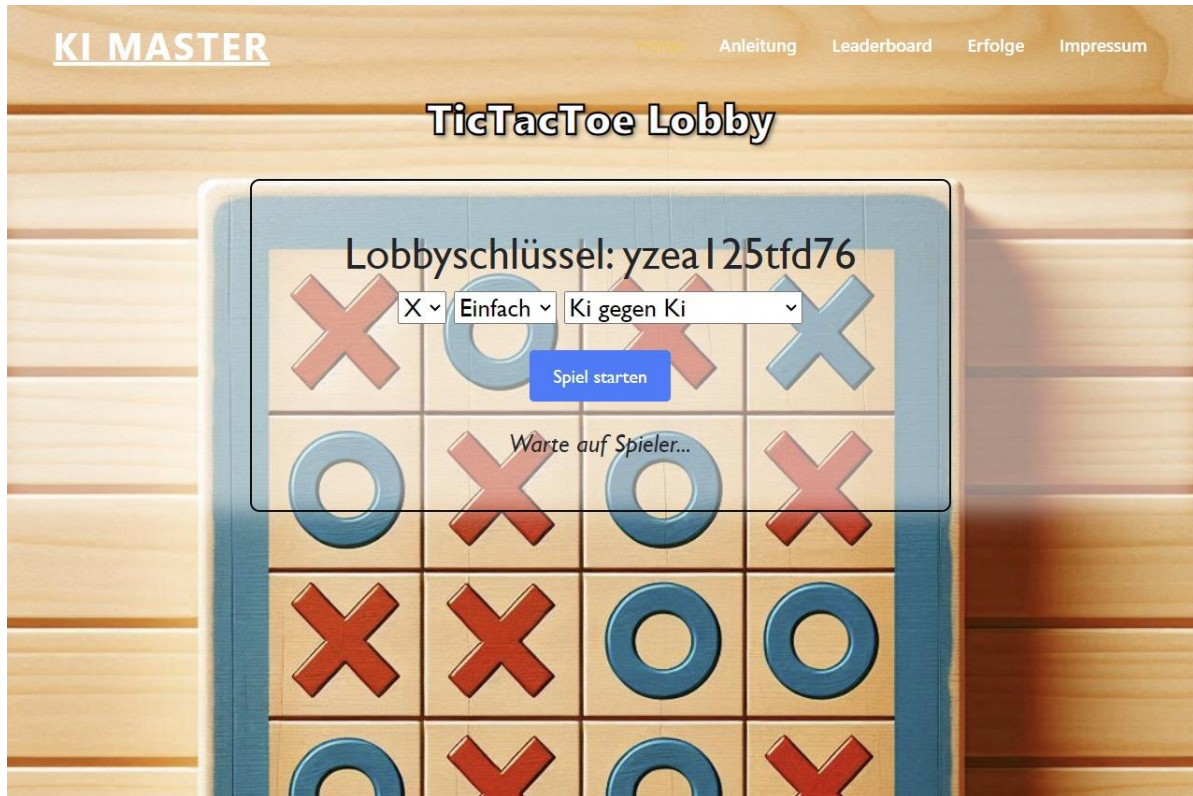 KI MASTER
Home Anleitung Leaderboard Erfolge Impressum
TicTacToe Lobby
Lobbyschlüssel: yzea125tfd76
X Einfach Ki gegen Ki
Spiel starten
Warte auf Spieler...